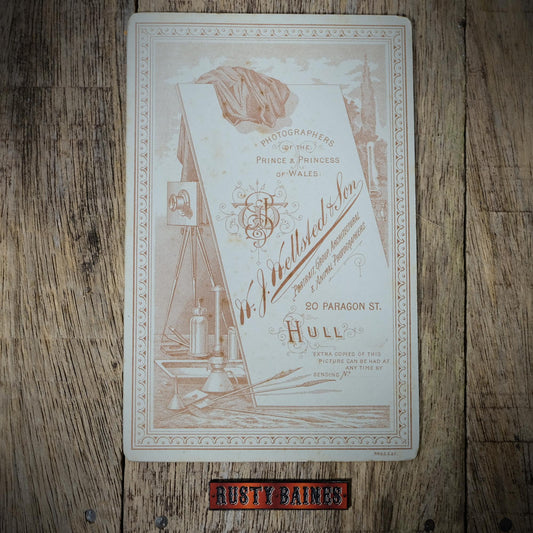 PHOTOGRAPHERS
OF THE
PRINCE & PRINCESS
OF WALES.
W. J. Wellsted & Son
PORTRAIT, GROUP, ARCHITECTURAL
& ANIMAL PHOTOGRAPHERS
20 PARAGON ST.
HULL
EXTRA COPIES OF THIS
PICTURE CAN BE HAD AT
ANY TIME BY
SENDING No
RUSTY BAINES